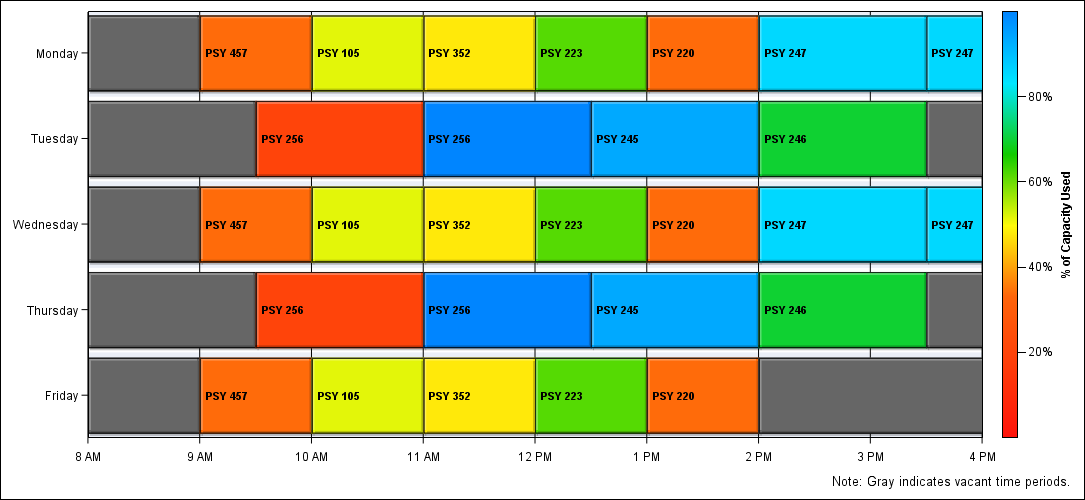 Monday PSY 457 PSY 105 PSY 352 PSY 223 PSY 220 PSY 247 PSY 247
Tuesday PSY 256 PSY 256 PSY 245 PSY 246
Wednesday PSY 457 PSY 105 PSY 352 PSY 223 PSY 220 PSY 247 PSY 247
Thursday PSY 256 PSY 256 PSY 245 PSY 246
Friday PSY 457 PSY 105 PSY 352 PSY 223 PSY 220
8 AM 9 AM 10 AM 11 AM 12 PM 1 PM 2 PM 3 PM 4 PM
80%
60%
40%
20%
% of Capacity Used
Note: Gray indicates vacant time periods.